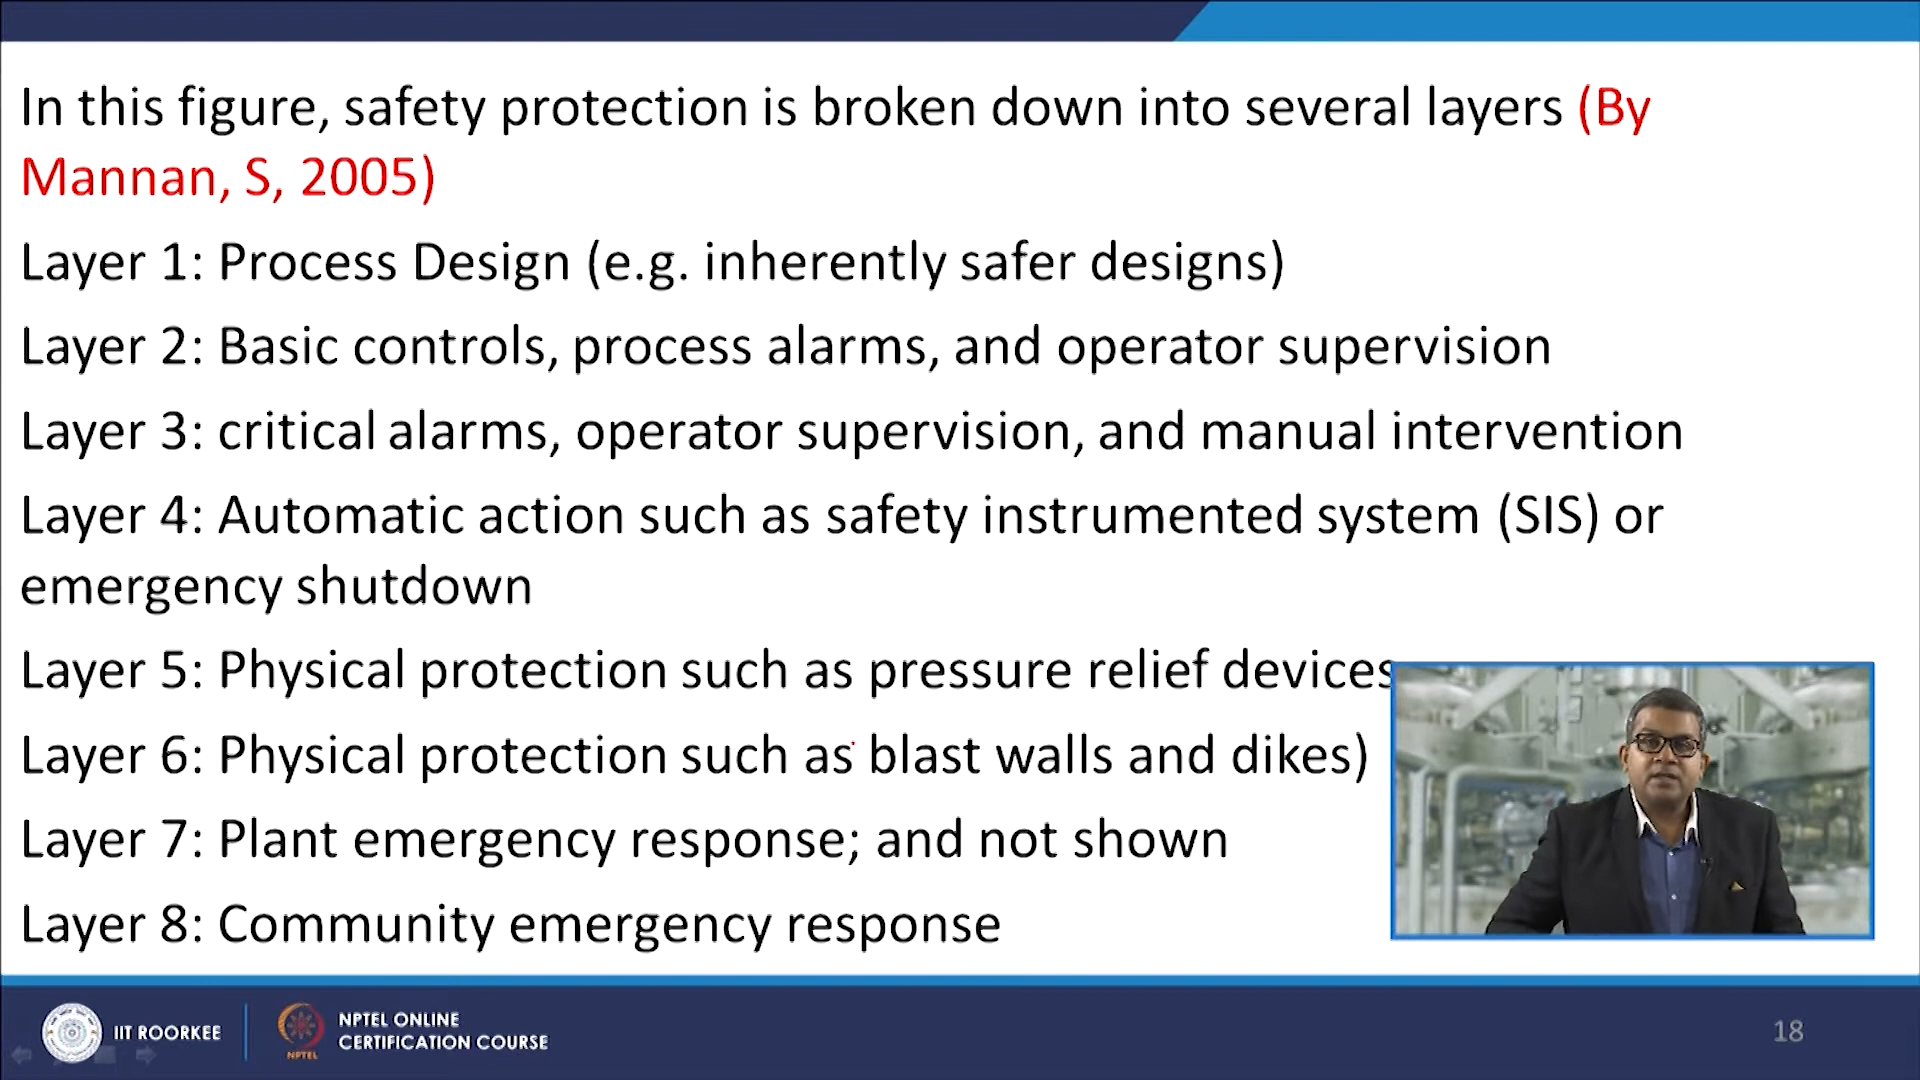 In this figure, safety protection is broken down into several layers (By
Mannan, S, 2005)
Layer 1: Process Design (e.g. inherently safer designs)
Layer 2: Basic controls, process alarms, and operator supervision
Layer 3: critical alarms, operator supervision, and manual intervention
Layer 4: Automatic action such as safety instrumented system (SIS) or
emergency shutdown
Layer 5: Physical protection such as pressure relief devices
Layer 6: Physical protection such as blast walls and dikes)
Layer 7: Plant emergency response; and not shown
Layer 8: Community emergency response
IIT ROORKEE
NPTEL
NPTEL ONLINE
CERTIFICATION COURSE
18